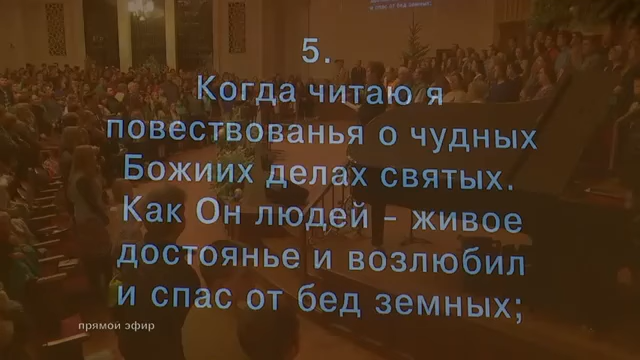 5.
Когда читаю я
повествованья о чудных
Божиих делах святых.
Как Он людей - живое
достоянье и возлюбил
и спас от бед земных;
прямои эфир